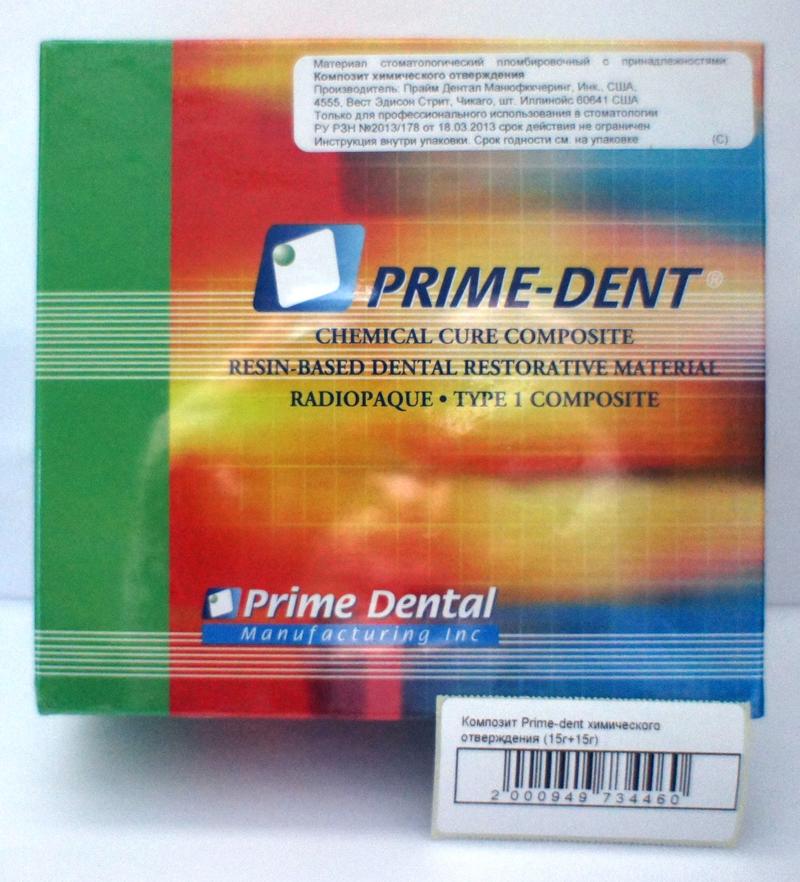 Материал стоматологический пломбировочный с принадлежностями
Композит химического отверждения
Производитель: Прайм Дентал Манюфкчеринг, Инк., США,
4555, Вест Эдисон Стрит, Чикаго, шт. Иллинойс 60641 США
Только для профессионального использования в стоматологии
РУ РЗН №2013/178 от 18.03.2013 срок действия не ограничен
Инструкция внутри упаковки. Срок годности см. на упаковке (С)
PRIME-DENT®
CHEMICAL CURE COMPOSITE
RESIN-BASED DENTAL RESTORATIVE MATERIAL
RADIOPAQUE • TYPE 1 COMPOSITE
Prime Dental
Manufacturing Inc
Композит Prime-dent химического
отверждения (15г+15г)
2 000949 734460